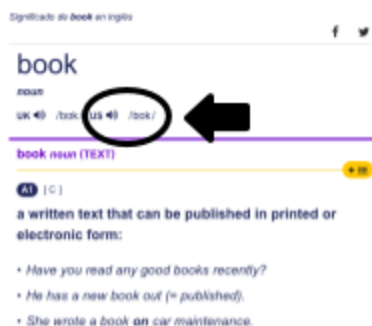 Significado de book en inglés
book
noun
UK /bʊk/ US /bʊk/
book noun (TEXT)
A1 [ C ]
a written text that can be published in printed or
electronic form:
• Have you read any good books recently?
• He has a new book out (= published).
• She wrote a book on car maintenance.